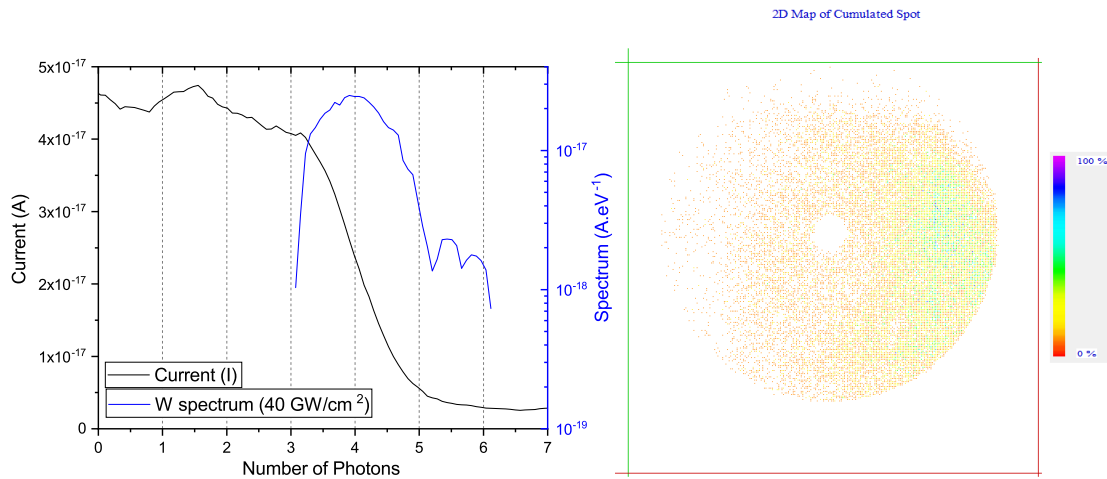 2D Map of Cumulated Spot
5x10-17
4x10-17
3x10-17
2x10-17
1x10-17
0
Current (A)
Current (I)
W spectrum (40 GW/cm2)
0 1 2 3 4 5 6 7
Number of Photons
10-17
10-18
10-19
Spectrum (A.eV-1)
100 %
0 %